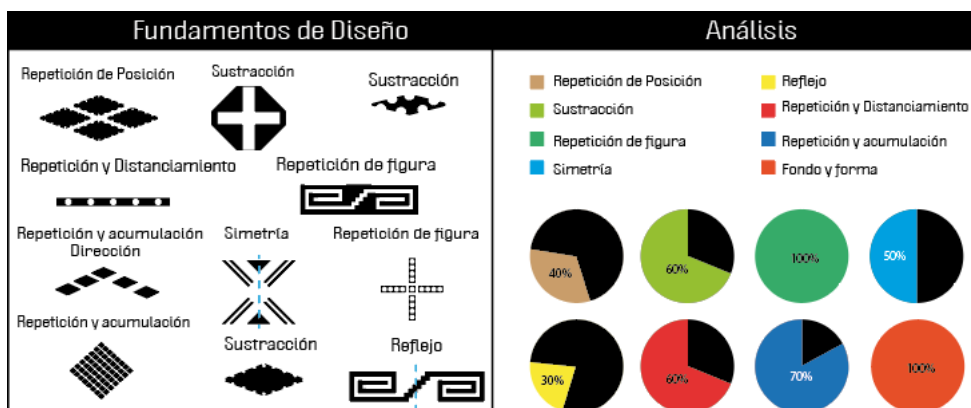 Fundamentos de Diseño
Repetición de Posición
Sustracción
Sustracción
Repetición y Distanciamiento
Repetición de figura
Repetición y acumulación
Dirección
Simetría
Repetición de figura
Repetición y acumulación
Sustracción
Reflejo
Análisis
Repetición de Posición
Sustracción
Repetición de figura
Simetría
Reflejo
Repetición y Distanciamiento
Repetición y acumulación
Fondo y forma
40%
60%
100%
50%
30%
60%
70%
100%